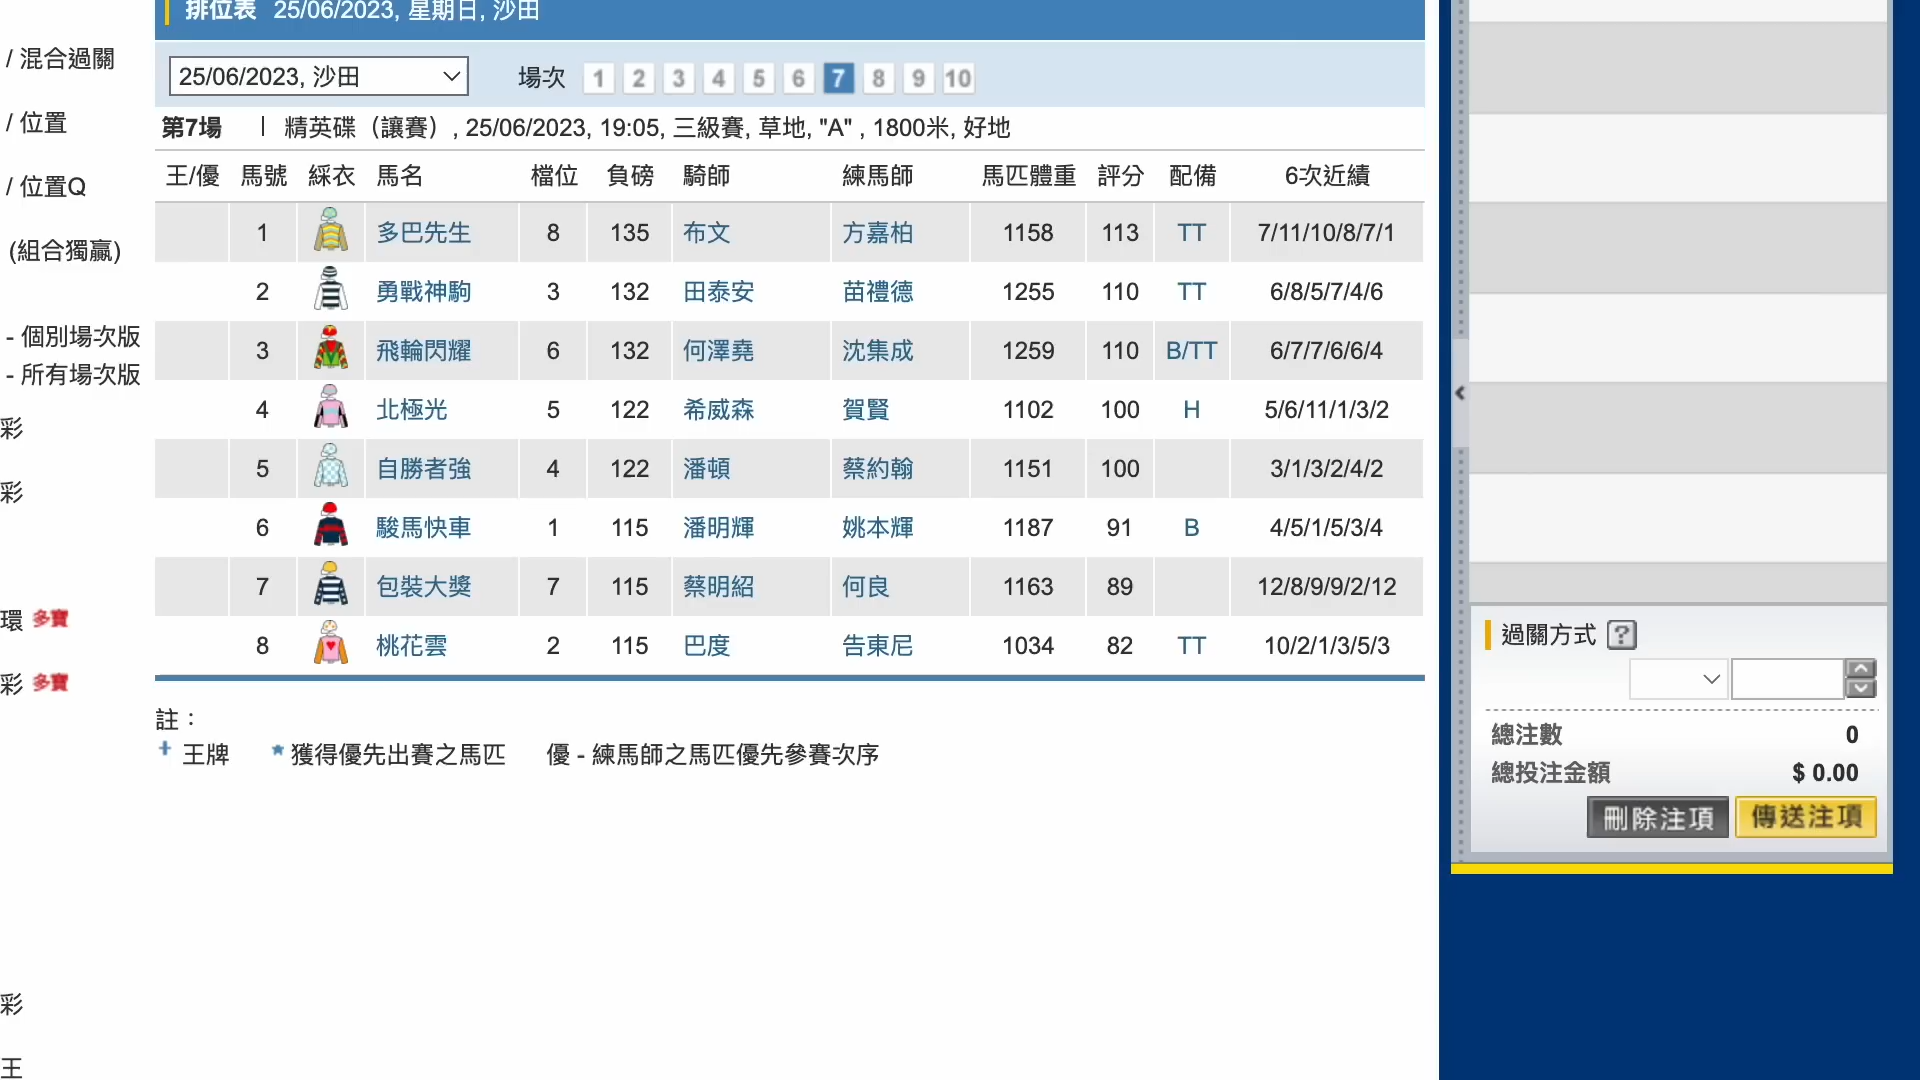 排位表 25/06/2023, 星期日, 沙田
/ 混合過關
25/06/2023, 沙田 場次 1 2 3 4 5 6 7 8 9 10
/ 位置
第7場 | 精英碟（讓賽）, 25/06/2023, 19:05, 三級賽, 草地, "A" , 1800米, 好地
王/優 馬號 綵衣 馬名 檔位 負磅 騎師 練馬師 馬匹體重 評分 配備 6次近績
/ 位置Q
1 多巴先生 8 135 布文 方嘉柏 1158 113 TT 7/11/10/8/7/1
(組合獨贏)
2 勇戰神駒 3 132 田泰安 苗禮德 1255 110 TT 6/8/5/7/4/6
- 個別場次版
3 飛輪閃耀 6 132 何澤堯 沈集成 1259 110 B/TT 6/7/7/6/6/4
- 所有場次版
4 北極光 5 122 希威森 賀賢 1102 100 H 5/6/11/1/3/2
彩
5 自勝者強 4 122 潘頓 蔡約翰 1151 100 3/1/3/2/4/2
彩
6 駿馬快車 1 115 潘明輝 姚本輝 1187 91 B 4/5/1/5/3/4
7 包裝大獎 7 115 蔡明紹 何良 1163 89 12/8/9/9/2/12
環 多寶
8 桃花雲 2 115 巴度 告東尼 1034 82 TT 10/2/1/3/5/3
彩 多寶
註：
+ 王牌 * 獲得優先出賽之馬匹 優 - 練馬師之馬匹優先參賽次序
彩
王
過關方式 ?
總注數 0
總投注金額 $ 0.00
刪除注項 傳送注項